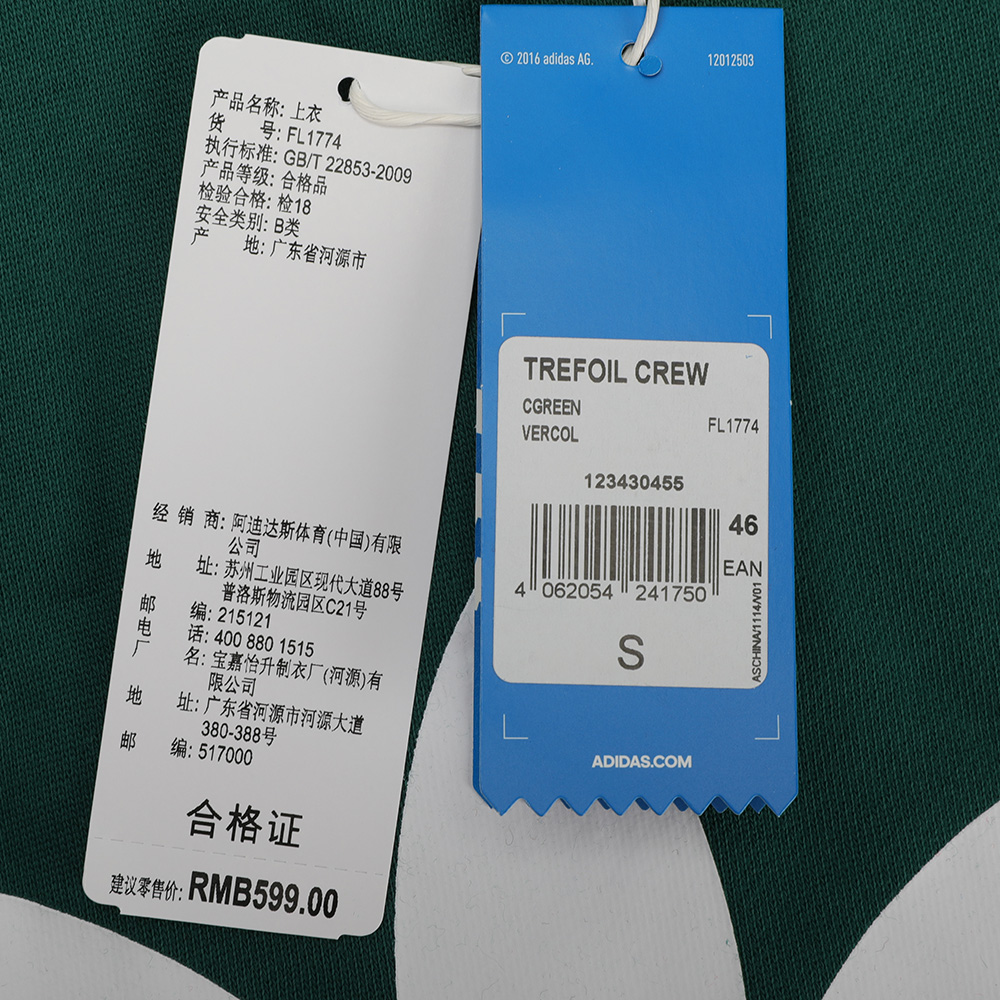 产品名称: 上衣
货 号: FL1774
执行标准: GB/T 22853-2009
产品等级: 合格品
检验合格: 检18
安全类别: B类
产 地: 广东省河源市
经 销 商: 阿迪达斯体育(中国)有限
公司
地 址: 苏州工业园区现代大道88号
普洛斯物流园区C21号
邮 编: 215121
电 话: 400 880 1515
厂 名: 宝嘉怡升制衣厂(河源)有
限公司
地 址: 广东省河源市河源大道
380-388号
邮 编: 517000
合格证
建议零售价: RMB599.00
© 2016 adidas AG. 12012503
TREFOIL CREW
CGREEN
VERCOL FL1774
123430455
46
EAN
4 062054 241750
S
ASCHINA/1114/V01
ADIDAS.COM